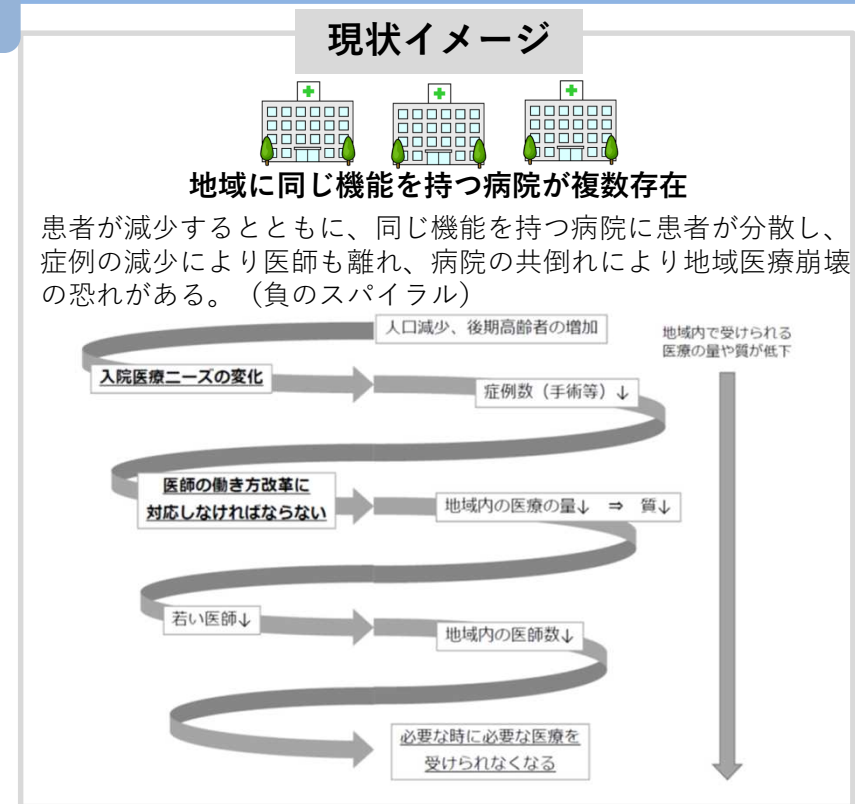 現状イメージ
地域に同じ機能を持つ病院が複数存在
患者が減少するとともに、同じ機能を持つ病院に患者が分散し、
症例の減少により医師も離れ、病院の共倒れにより地域医療崩壊
の恐れがある。（負のスパイラル）
人口減少、後期高齢者の増加
地域内で受けられる
医療の量や質が低下
入院医療ニーズの変化
症例数（手術等）↓
医師の働き方改革に
対応しなければならない
地域内の医療の量↓ ⇒ 質↓
若い医師↓
地域内の医師数↓
必要な時に必要な医療を
受けられなくなる